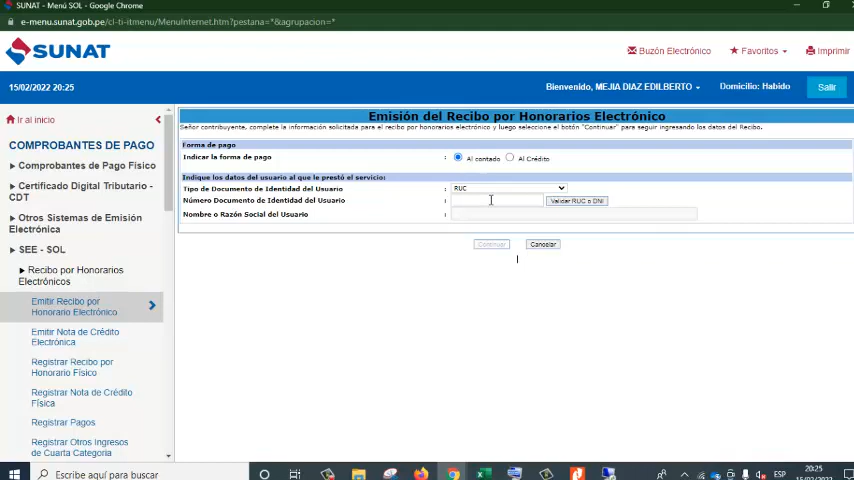 SUNAT - Menú SOL - Google Chrome
e-menu.sunat.gob.pe/cl-ti-itmenu/MenuInternet.htm?pestana=*&agrupacion=*
SUNAT
Buzón Electrónico
Favoritos
Imprimir
15/02/2022 20:25
Bienvenido, MEJIA DIAZ EDILBERTO
Domicilio: Habido
Salir
Ir al inicio
COMPROBANTES DE PAGO
Comprobantes de Pago Físico
Certificado Digital Tributario -
CDT
Otros Sistemas de Emisión
Electrónica
SEE - SOL
Recibo por Honorarios
Electrónicos
Emitir Recibo por
Honorario Electrónico
Emitir Nota de Crédito
Electrónica
Registrar Recibo por
Honorario Físico
Registrar Nota de Crédito
Física
Registrar Pagos
Registrar Otros Ingresos
de Cuarta Categoría
Emisión del Recibo por Honorarios Electrónico
Señor contribuyente, complete la información solicitada para el recibo por honorarios electrónico y luego seleccione el botón "Continuar" para seguir ingresando los datos del Recibo.
Forma de pago
Indicar la forma de pago : Al contado Al Crédito
Indique los datos del usuario al que le prestó el servicio:
Tipo de Documento de Identidad del Usuario : RUC
Número Documento de Identidad del Usuario : Validar RUC o DNI
Nombre o Razón Social del Usuario :
Continuar Cancelar
Escribe aquí para buscar
ESP
20:25
15/02/2022